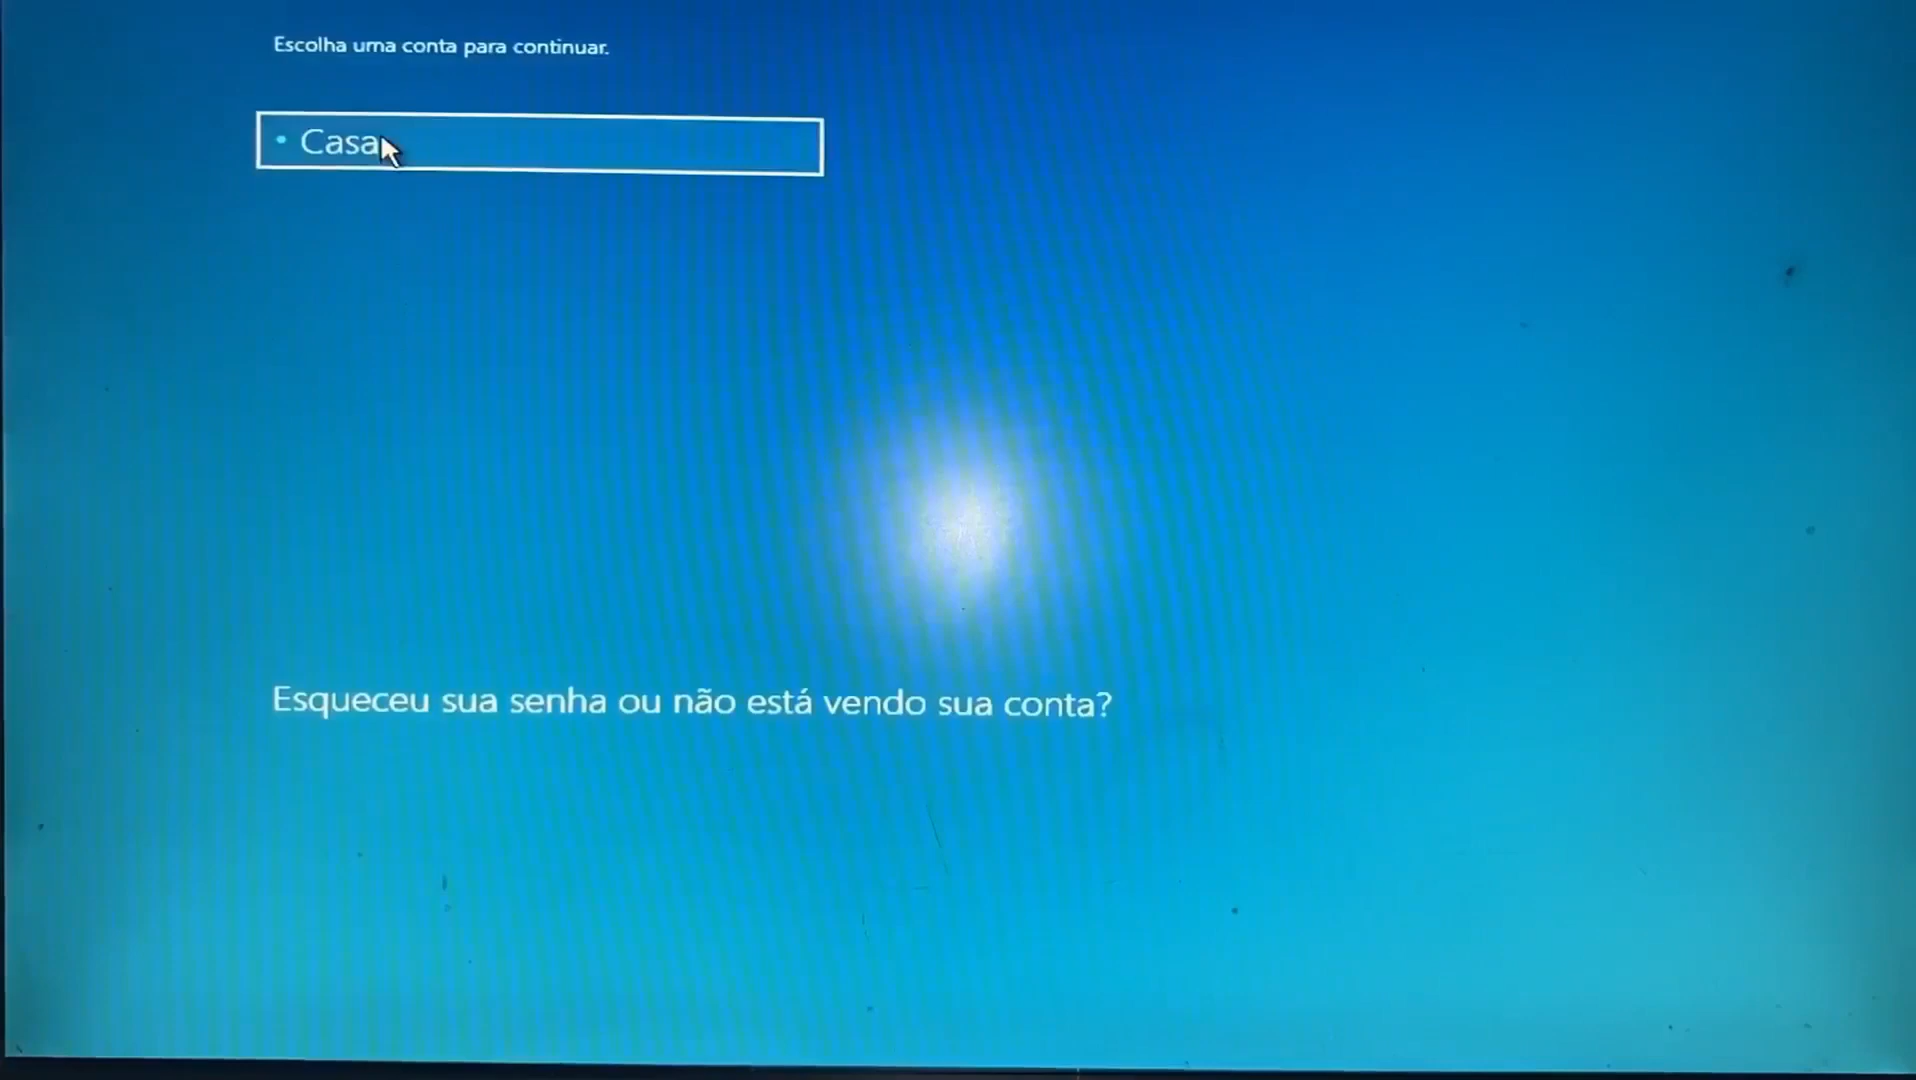 Escolha uma conta para continuar.
Casa
Esqueceu sua senha ou não está vendo sua conta?